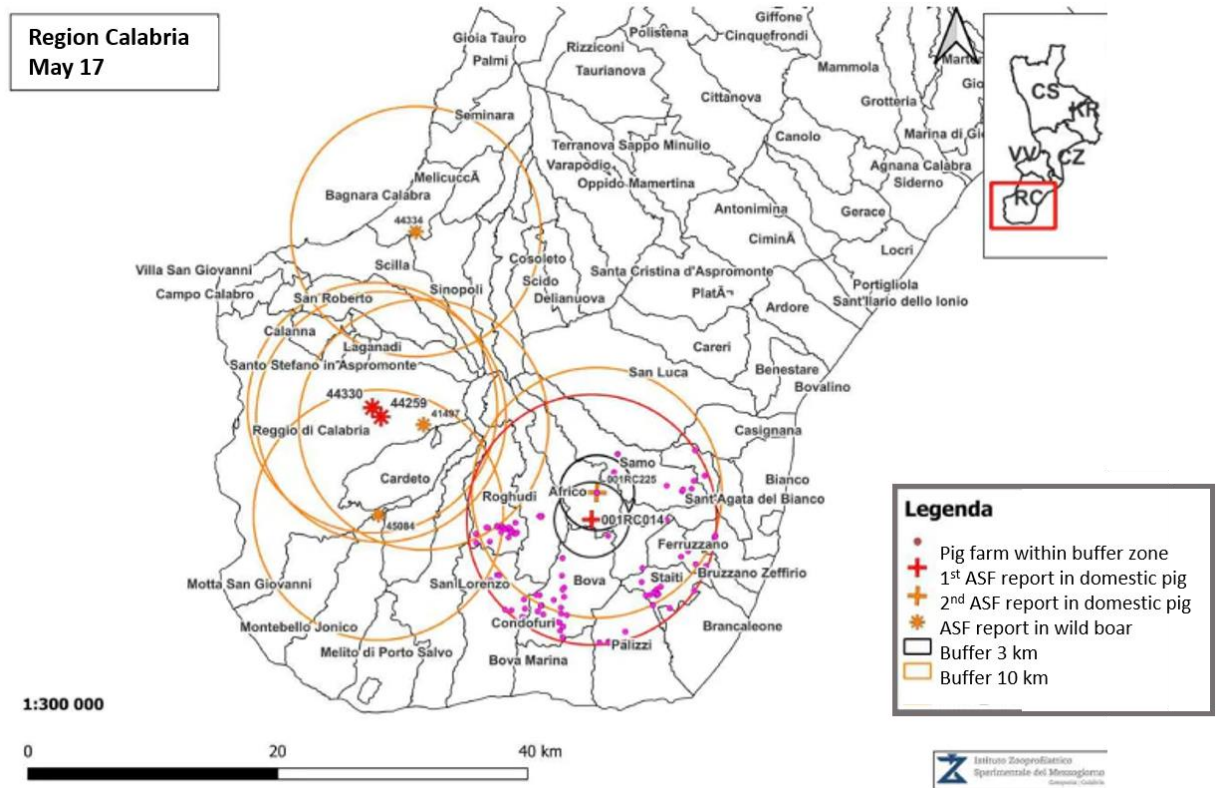 Region Calabria
May 17
Gioia Tauro
Palmi
Polistena
Rizziconi
Taurianova
Giffone
Cinquefrondi
Mammola
Cittanova
Grotteria
Seminara
Canolo
Marina di Gio
Terranova Sappo Minulio
Varapodio
Oppido Mamertina
Agnana Calabra
Siderno
MelicuccÃ
Bagnara Calabra
44334
Antonimina
Gerace
CiminÃ
Locri
Scilla
Cosoleto
Scido
Delianuova
Sinopoli
Santa Cristina d'Aspromonte
PlatÃ¬
Portigliola
Sant'Ilario dello Ionio
Ardore
Villa San Giovanni
Campo Calabro
San Roberto
Calanna
Laganadi
Santo Stefano in Aspromonte
Careri
San Luca
Benestare
Bovalino
44330
44259
41497
Reggio di Calabria
Casignana
Cardeto
Samo
001RC225
Africo
Bianco
Sant'Agata del Bianco
Roghudi
45084
001RC014
Ferruzzano
Motta San Giovanni
San Lorenzo
Bova
Staiti
Bruzzano Zeffirio
Montebello Jonico
Condofuri
Brancaleone
Melito di Porto Salvo
Bova Marina
Palizzi
CS
KR
VV
CZ
RC
Legenda
Pig farm within buffer zone
1st ASF report in domestic pig
2nd ASF report in domestic pig
ASF report in wild boar
Buffer 3 km
Buffer 10 km
1:300 000
0
20
40 km
Istituto Zooprofilattico
Sperimentale del Mezzogiorno
Campania | Calabria